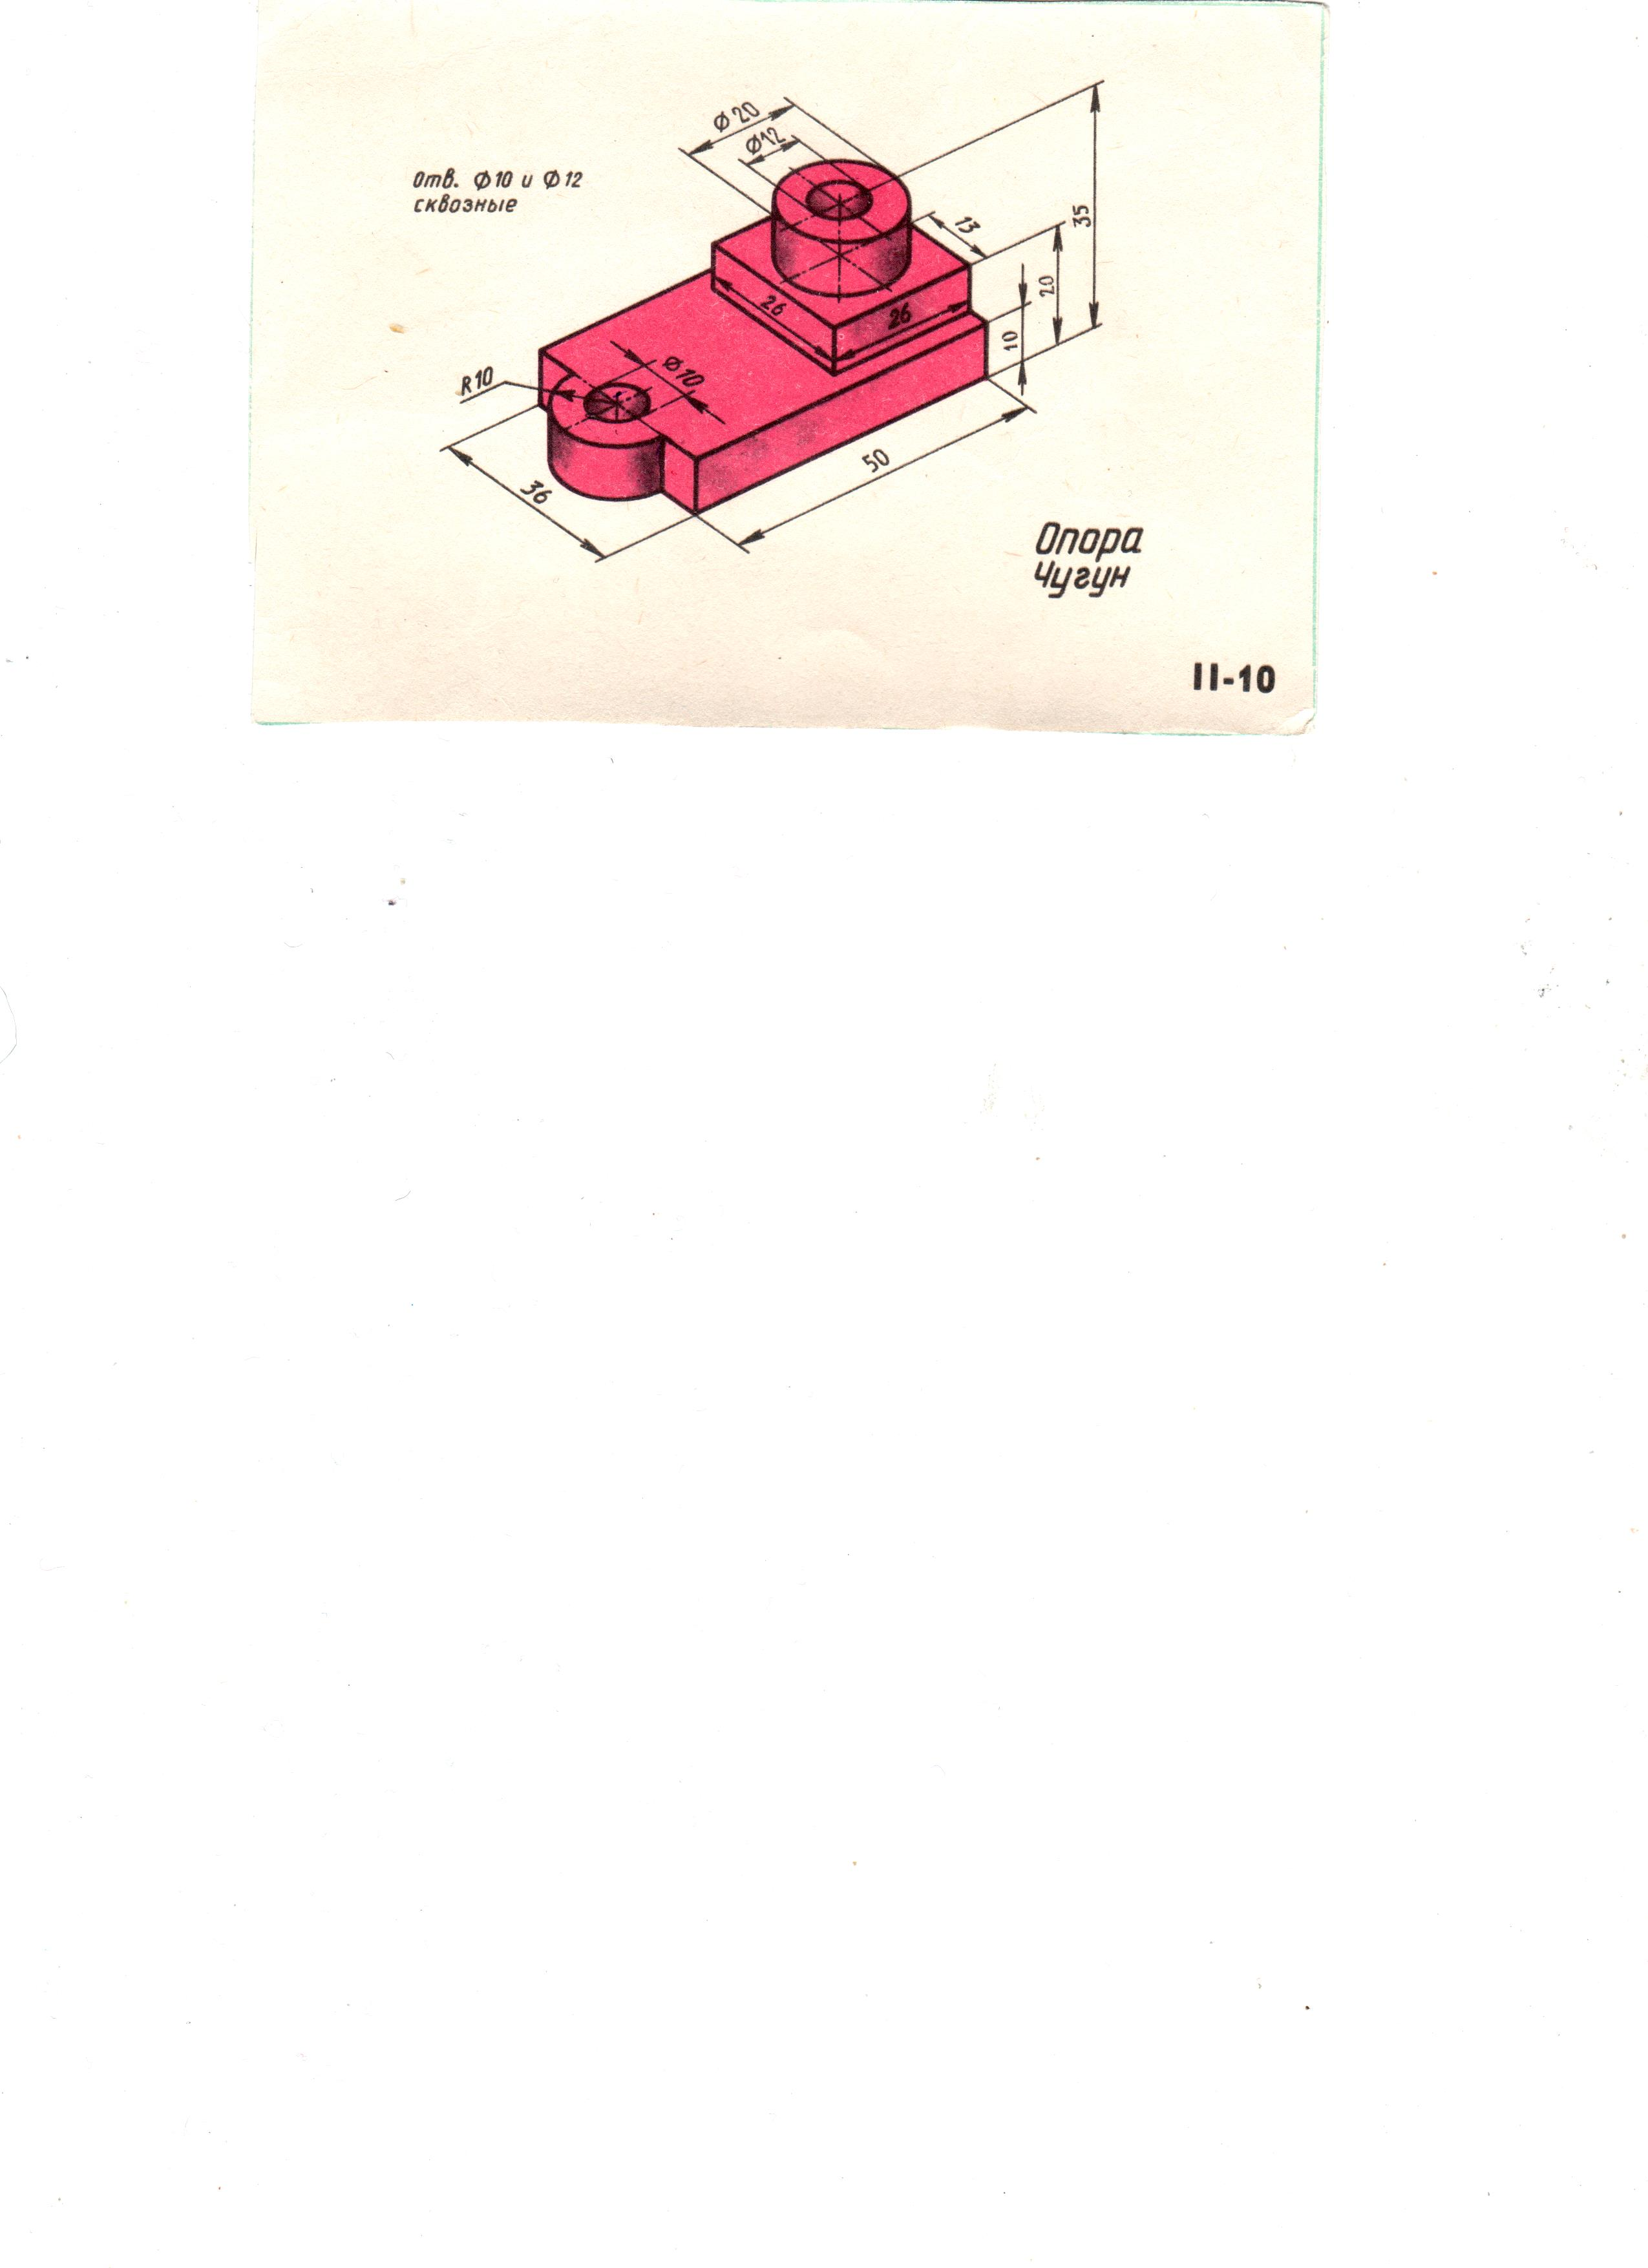 Ø20
Ø12
отв. Ø10 и Ø12
сквозные
13
35
20
26
26
10
Ø10
R10
50
36
Опора
Чугун
II-10